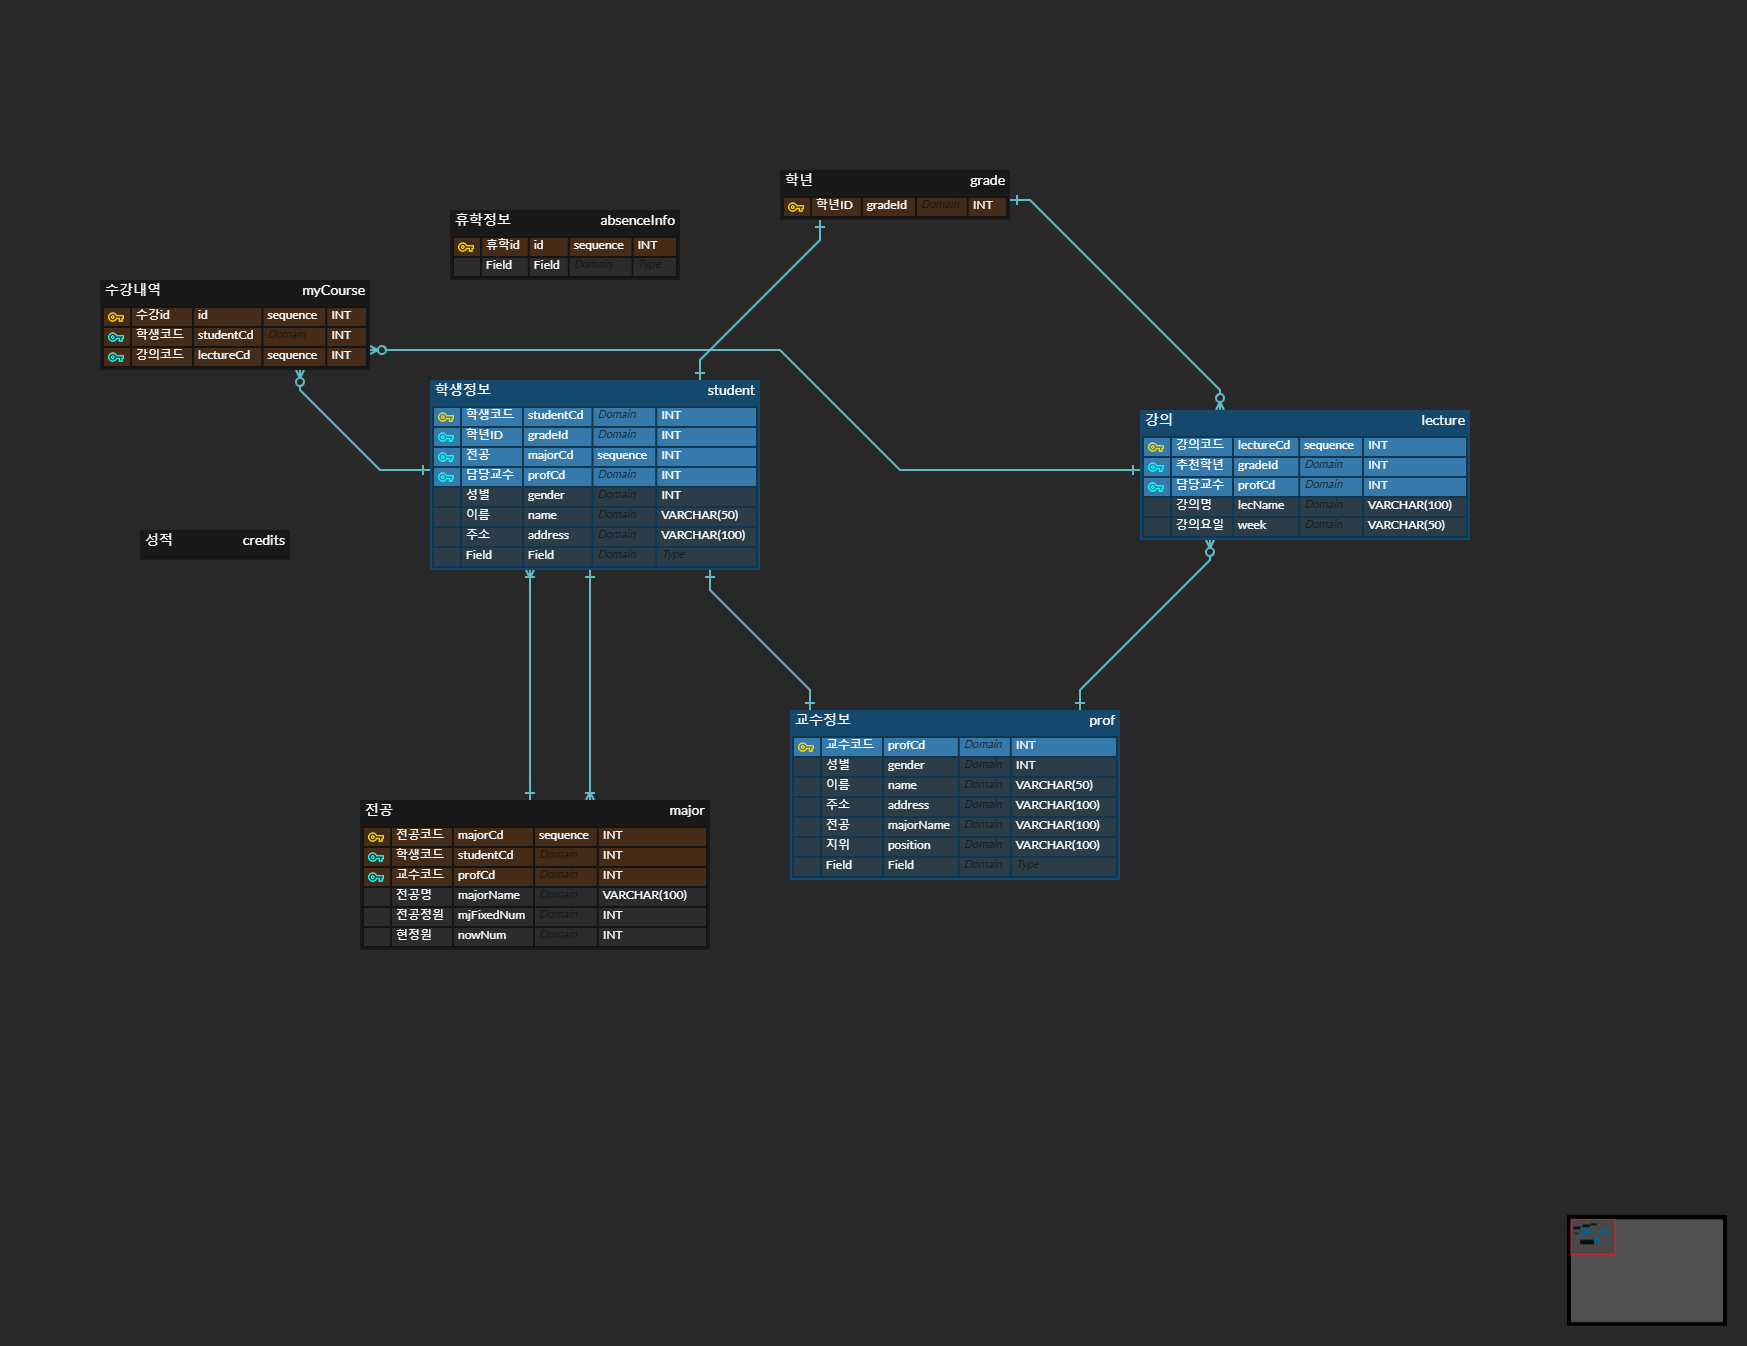 학년 grade
학년ID gradeId Domain INT
휴학정보 absenceInfo
휴학id id sequence INT
Field Field Domain Type
수강내역 myCourse
수강id id sequence INT
학생코드 studentCd Domain INT
강의코드 lectureCd sequence INT
학생정보 student
학생코드 studentCd Domain INT
학년ID gradeId Domain INT
전공 majorCd sequence INT
담당교수 profCd Domain INT
성별 gender Domain INT
이름 name Domain VARCHAR(50)
주소 address Domain VARCHAR(100)
Field Field Domain Type
강의 lecture
강의코드 lectureCd sequence INT
추천학년 gradeId Domain INT
담당교수 profCd Domain INT
강의명 lecName Domain VARCHAR(100)
강의요일 week Domain VARCHAR(50)
성적 credits
교수정보 prof
교수코드 profCd Domain INT
성별 gender Domain INT
이름 name Domain VARCHAR(50)
주소 address Domain VARCHAR(100)
전공 majorName Domain VARCHAR(100)
지위 position Domain VARCHAR(100)
Field Field Domain Type
전공 major
전공코드 majorCd sequence INT
학생코드 studentCd Domain INT
교수코드 profCd Domain INT
전공명 majorName Domain VARCHAR(100)
전공정원 mjFixedNum Domain INT
현정원 nowNum Domain INT